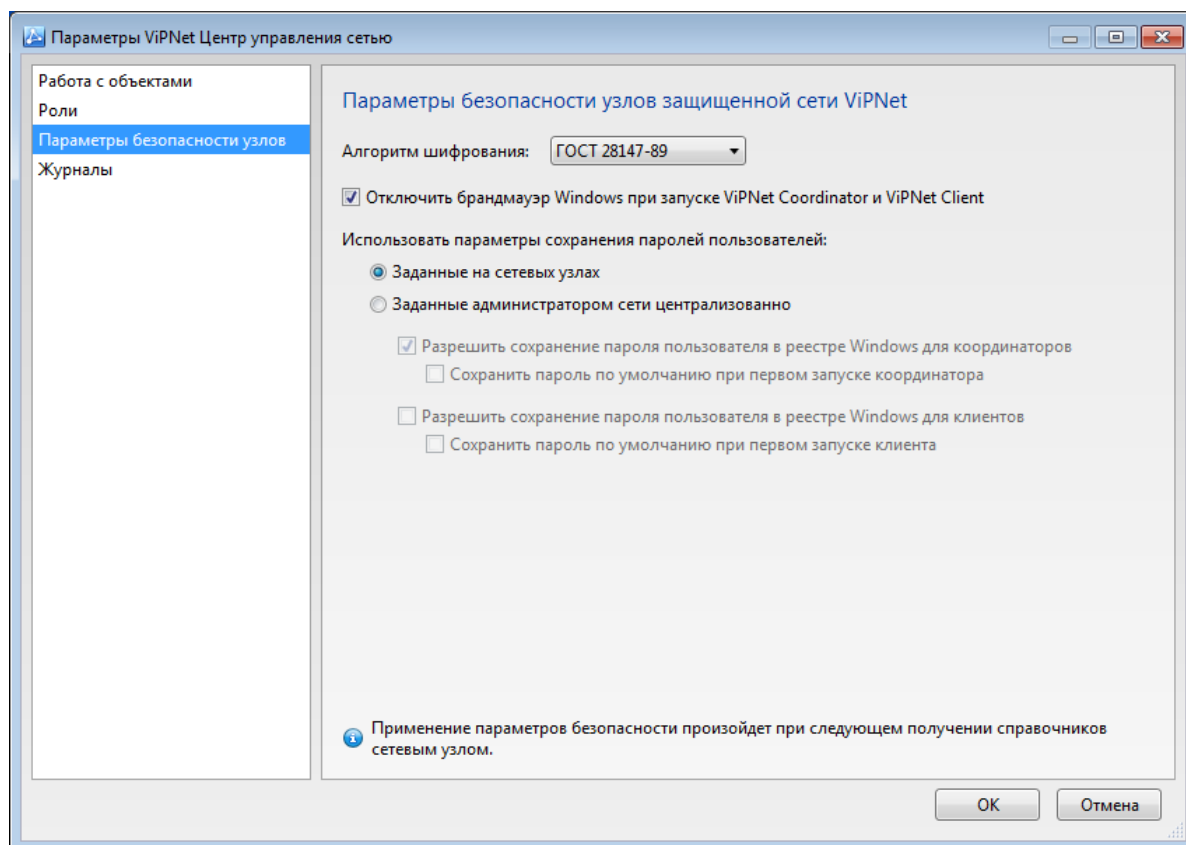 Параметры ViPNet Центр управления сетью
Работа с объектами
Роли
Параметры безопасности узлов
Журналы
Параметры безопасности узлов защищенной сети ViPNet
Алгоритм шифрования: ГОСТ 28147-89
Отключить брандмауэр Windows при запуске ViPNet Coordinator и ViPNet Client
Использовать параметры сохранения паролей пользователей:
Заданные на сетевых узлах
Заданные администратором сети централизованно
Разрешить сохранение пароля пользователя в реестре Windows для координаторов
Сохранить пароль по умолчанию при первом запуске координатора
Разрешить сохранение пароля пользователя в реестре Windows для клиентов
Сохранить пароль по умолчанию при первом запуске клиента
Применение параметров безопасности произойдет при следующем получении справочников
сетевым узлом.
OK Отмена